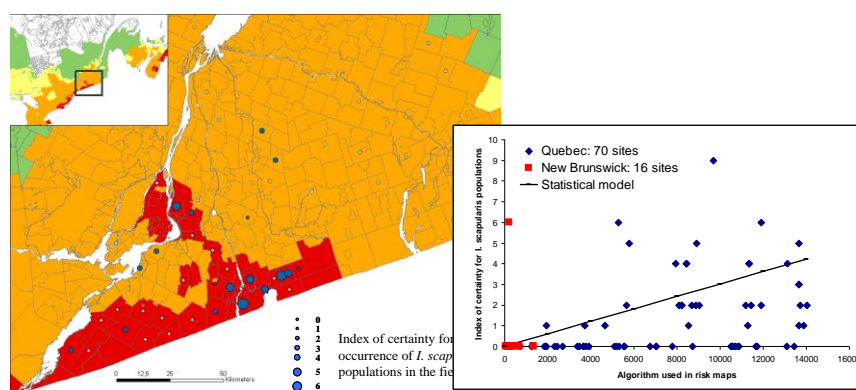 0
1
2
3
4
5
6
Index of certainty for
occurrence of I. scap
populations in the fie
0 12,5 25 50
Kilometers
Quebec: 70 sites
New Brunswick: 16 sites
Statistical model
Index of certainty for I. scapularis populations
10
9
8
7
6
5
4
3
2
1
0
0 2000 4000 6000 8000 10000 12000 14000 16000
Algorithm used in risk maps